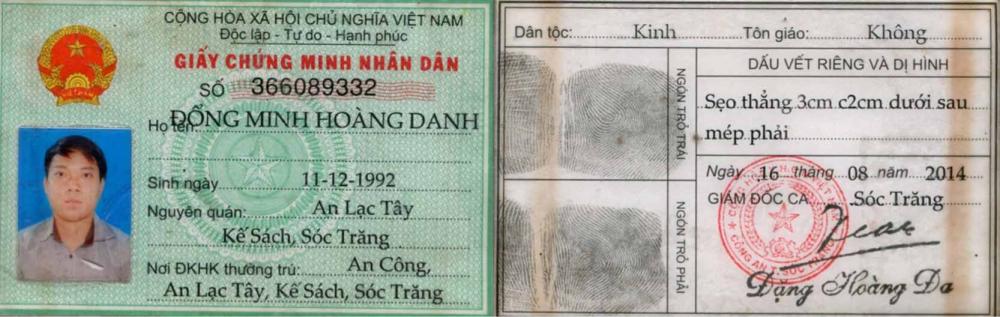 CỘNG HÒA XÃ HỘI CHỦ NGHĨA VIỆT NAM
Độc lập - Tự do - Hạnh phúc
GIẤY CHỨNG MINH NHÂN DÂN
SỐ 366089332
Họ tên: ĐỔNG MINH HOÀNG DANH
Sinh ngày 11-12-1992
Nguyên quán: An Lạc Tây
Kế Sách, Sóc Trăng
Nơi ĐKHK thường trú: An Công,
An Lạc Tây, Kế Sách, Sóc Trăng
Dân tộc: Kinh Tôn giáo: Không
NGÓN TRỎ TRÁI
NGÓN TRỎ PHẢI
DẤU VẾT RIÊNG VÀ DỊ HÌNH
Sẹo thẳng 3cm c2cm dưới sau
mép phải
Ngày 16 tháng 08 năm 2014
GIÁM ĐỐC CA Sóc Trăng
Đặng Hoàng Đa